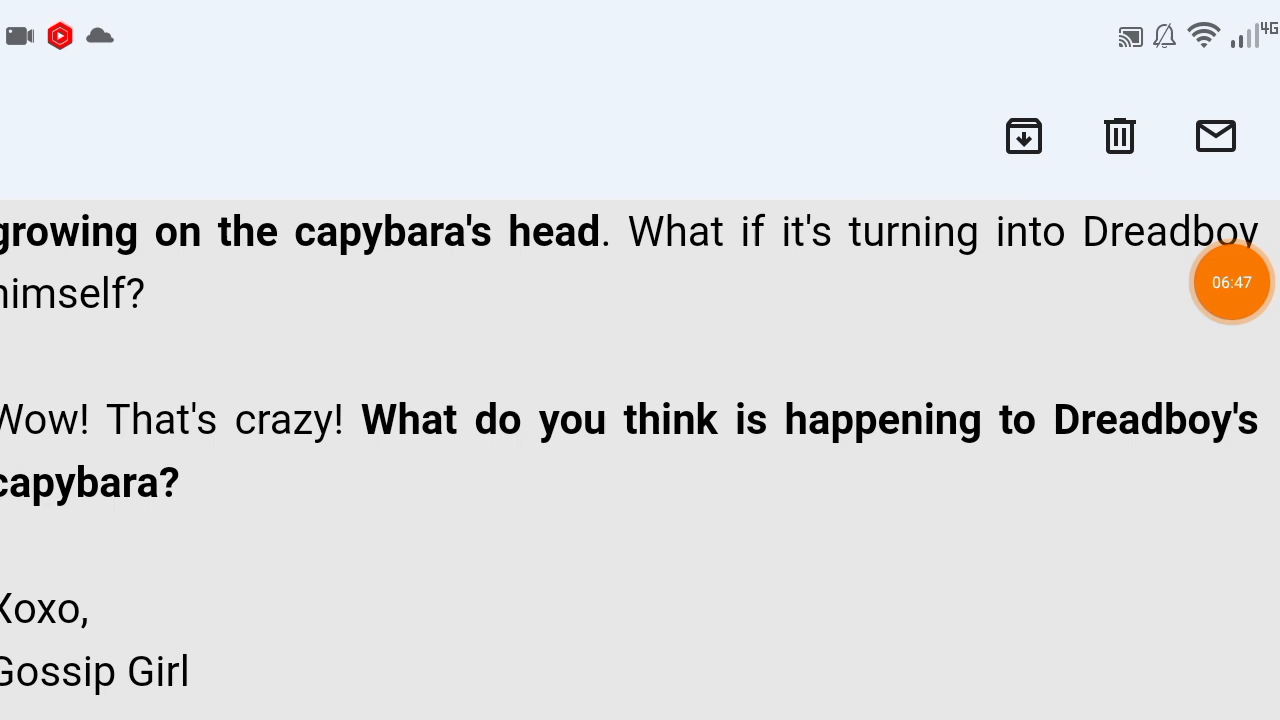 4G
growing on the capybara's head. What if it's turning into Dreadboy
himself?
06:47
Wow! That's crazy! What do you think is happening to Dreadboy's
capybara?
Xoxo,
Gossip Girl